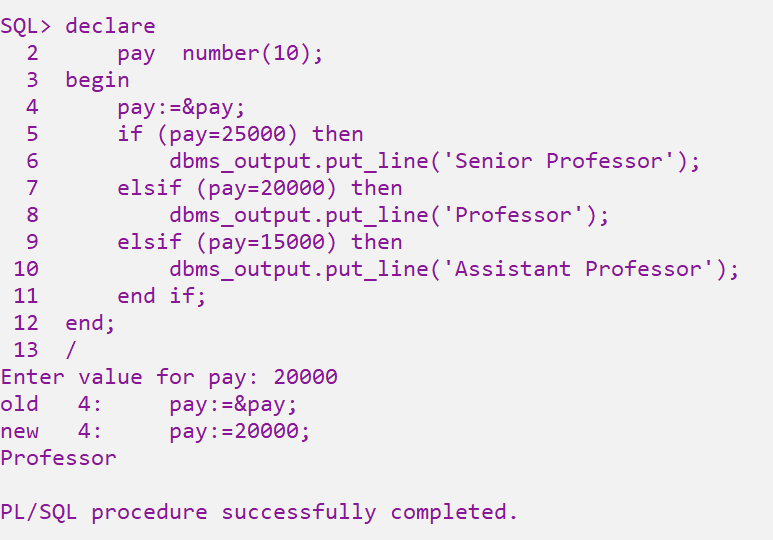 SQL> declare
  2      pay  number(10);
  3  begin
  4      pay:=&pay;
  5      if (pay=25000) then
  6          dbms_output.put_line('Senior Professor');
  7      elsif (pay=20000) then
  8          dbms_output.put_line('Professor');
  9      elsif (pay=15000) then
 10          dbms_output.put_line('Assistant Professor');
 11      end if;
 12  end;
 13  /
Enter value for pay: 20000
old   4:     pay:=&pay;
new   4:     pay:=20000;
Professor

PL/SQL procedure successfully completed.